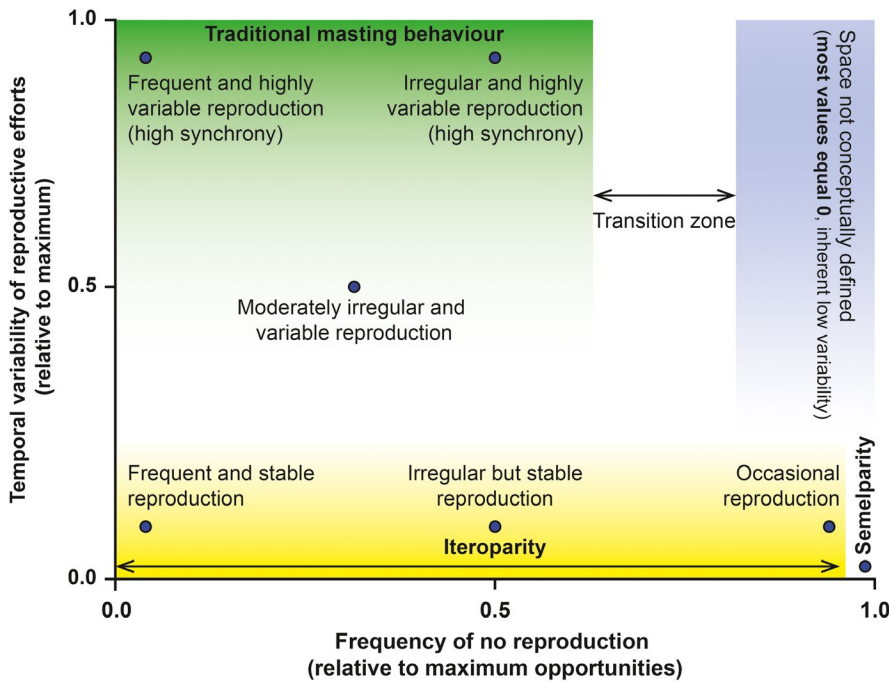 1.0
0.5
0.0
Temporal variability of reproductive efforts
(relative to maximum)
Traditional masting behaviour
Frequent and highly
variable reproduction
(high synchrony)
Irregular and highly
variable reproduction
(high synchrony)
Transition zone
Space not conceptually defined
(most values equal 0, inherent low variability)
Moderately irregular and
variable reproduction
Frequent and stable
reproduction
Irregular but stable
reproduction
Occasional
reproduction
Semelparity
Iteroparity
0.0
0.5
1.0
Frequency of no reproduction
(relative to maximum opportunities)